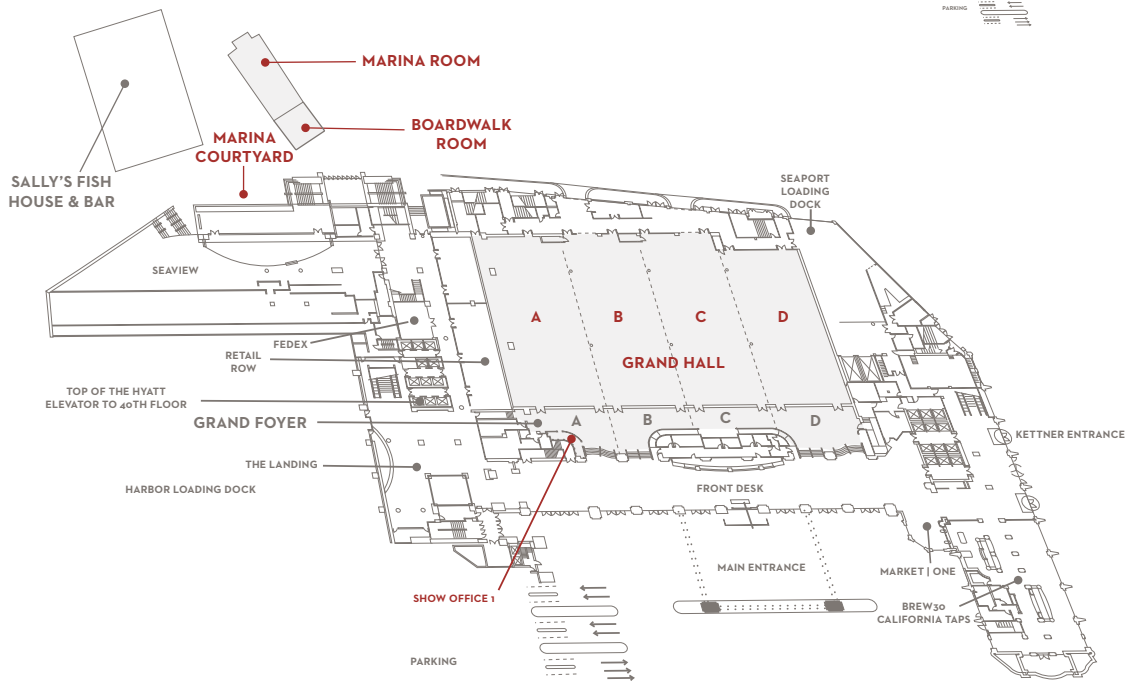 PARKING
MARINA ROOM
BOARDWALK
ROOM
MARINA
COURTYARD
SALLY'S FISH
HOUSE & BAR
SEAPORT
LOADING
DOCK
SEAVIEW
A
B
C
D
FEDEX
RETAIL
ROW
GRAND HALL
TOP OF THE HYATT
ELEVATOR TO 40TH FLOOR
GRAND FOYER
A
B
C
D
KETTNER ENTRANCE
THE LANDING
HARBOR LOADING DOCK
FRONT DESK
MAIN ENTRANCE
MARKET | ONE
SHOW OFFICE 1
BREW30
CALIFORNIA TAPS
PARKING